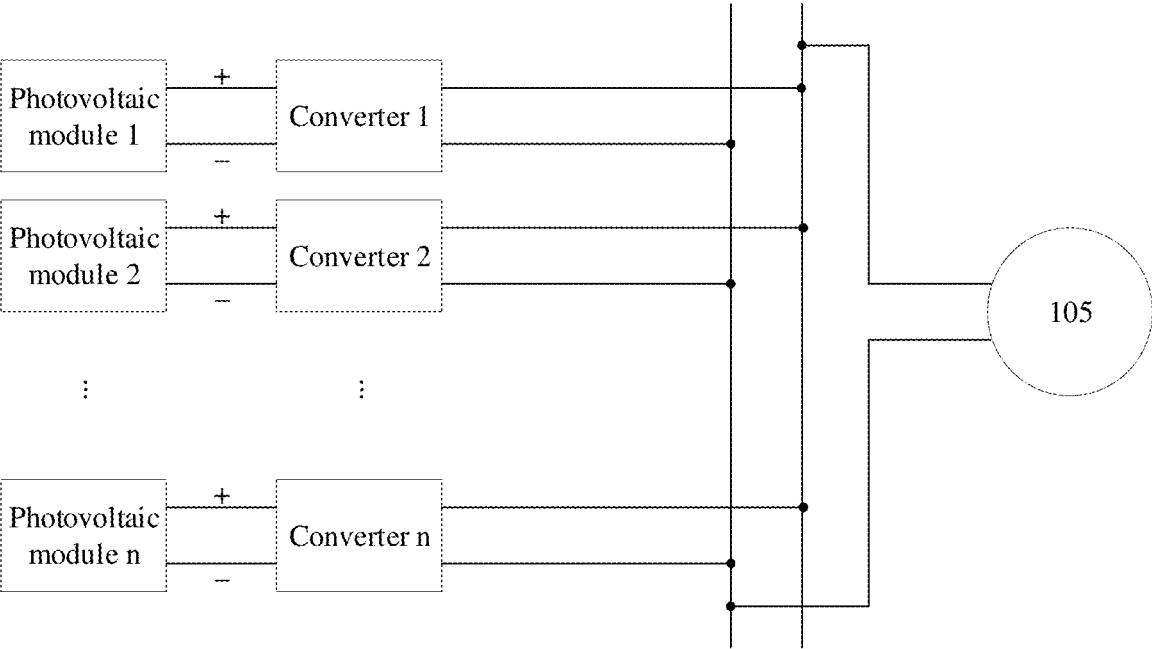 Photovoltaic
module 1
+
−
Converter 1
Photovoltaic
module 2
+
−
Converter 2
105
⋮
⋮
Photovoltaic
module n
+
−
Converter n